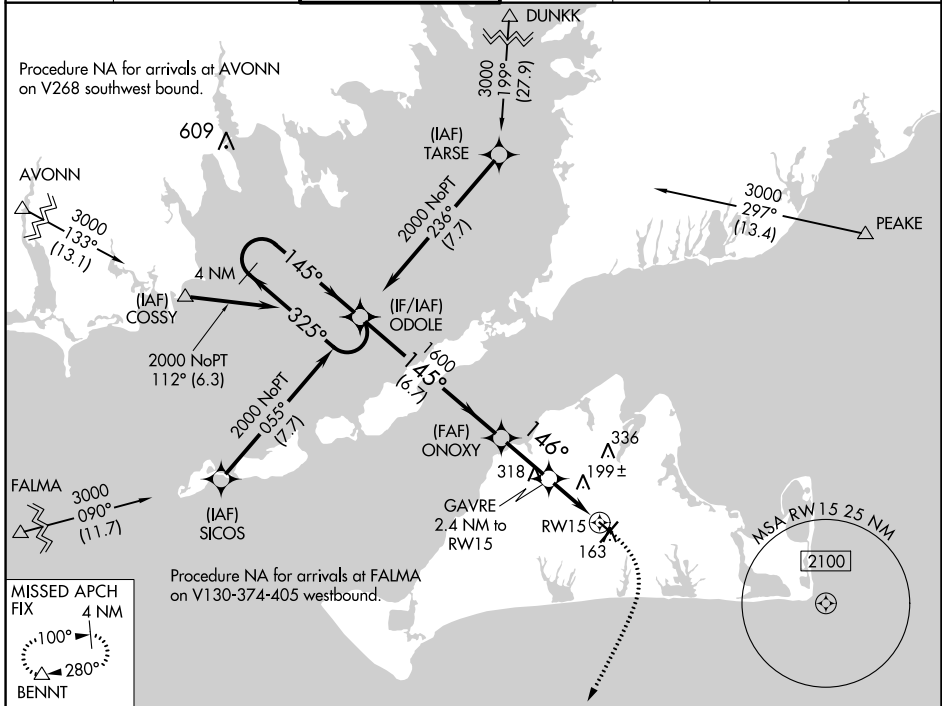 DUNKK
Procedure NA for arrivals at AVONN
on V268 southwest bound.
3000
199°
(27.9)
609
(IAF)
TARSE
AVONN
3000
133°
(13.1)
2000 NoPT
236°
(7.7)
3000
297°
(13.4)
PEAKE
4 NM
145°
325°
(IAF)
COSSY
(IF/IAF)
ODOLE
2000 NoPT
112° (6.3)
1600
145°
(6.7)
2000 NoPT
055°
(7.7)
(FAF)
ONOXY
146°
336
318
199±
FALMA
3000
090°
(11.7)
(IAF)
SICOS
GAVRE
2.4 NM to
RW15
RW15
163
MSA RW15 25 NM
2100
Procedure NA for arrivals at FALMA
on V130-374-405 westbound.
MISSED APCH
FIX
4 NM
100°
280°
BENNT